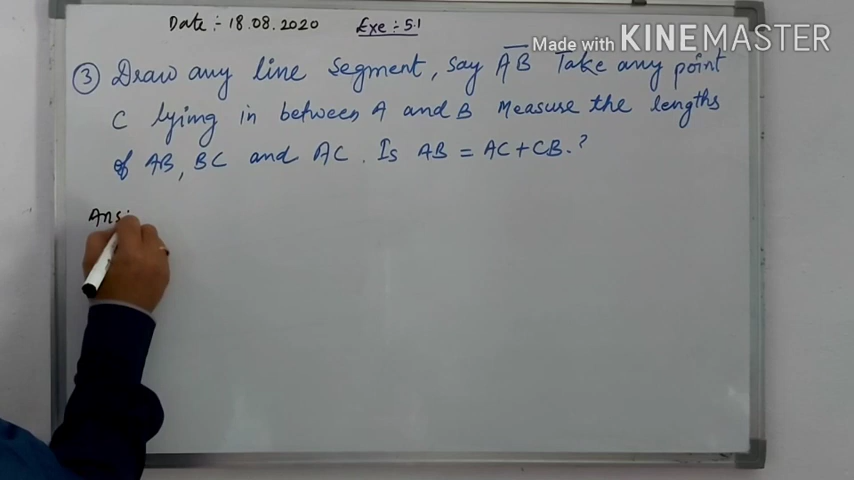 Date :- 18.08.2020 Exe :- 5.1
Made with KINEMASTER
③ Draw any line segment, say AB Take any point
C lying in between A and B Measure the lengths
of AB, BC and AC. Is AB = AC + CB.?
Ans: